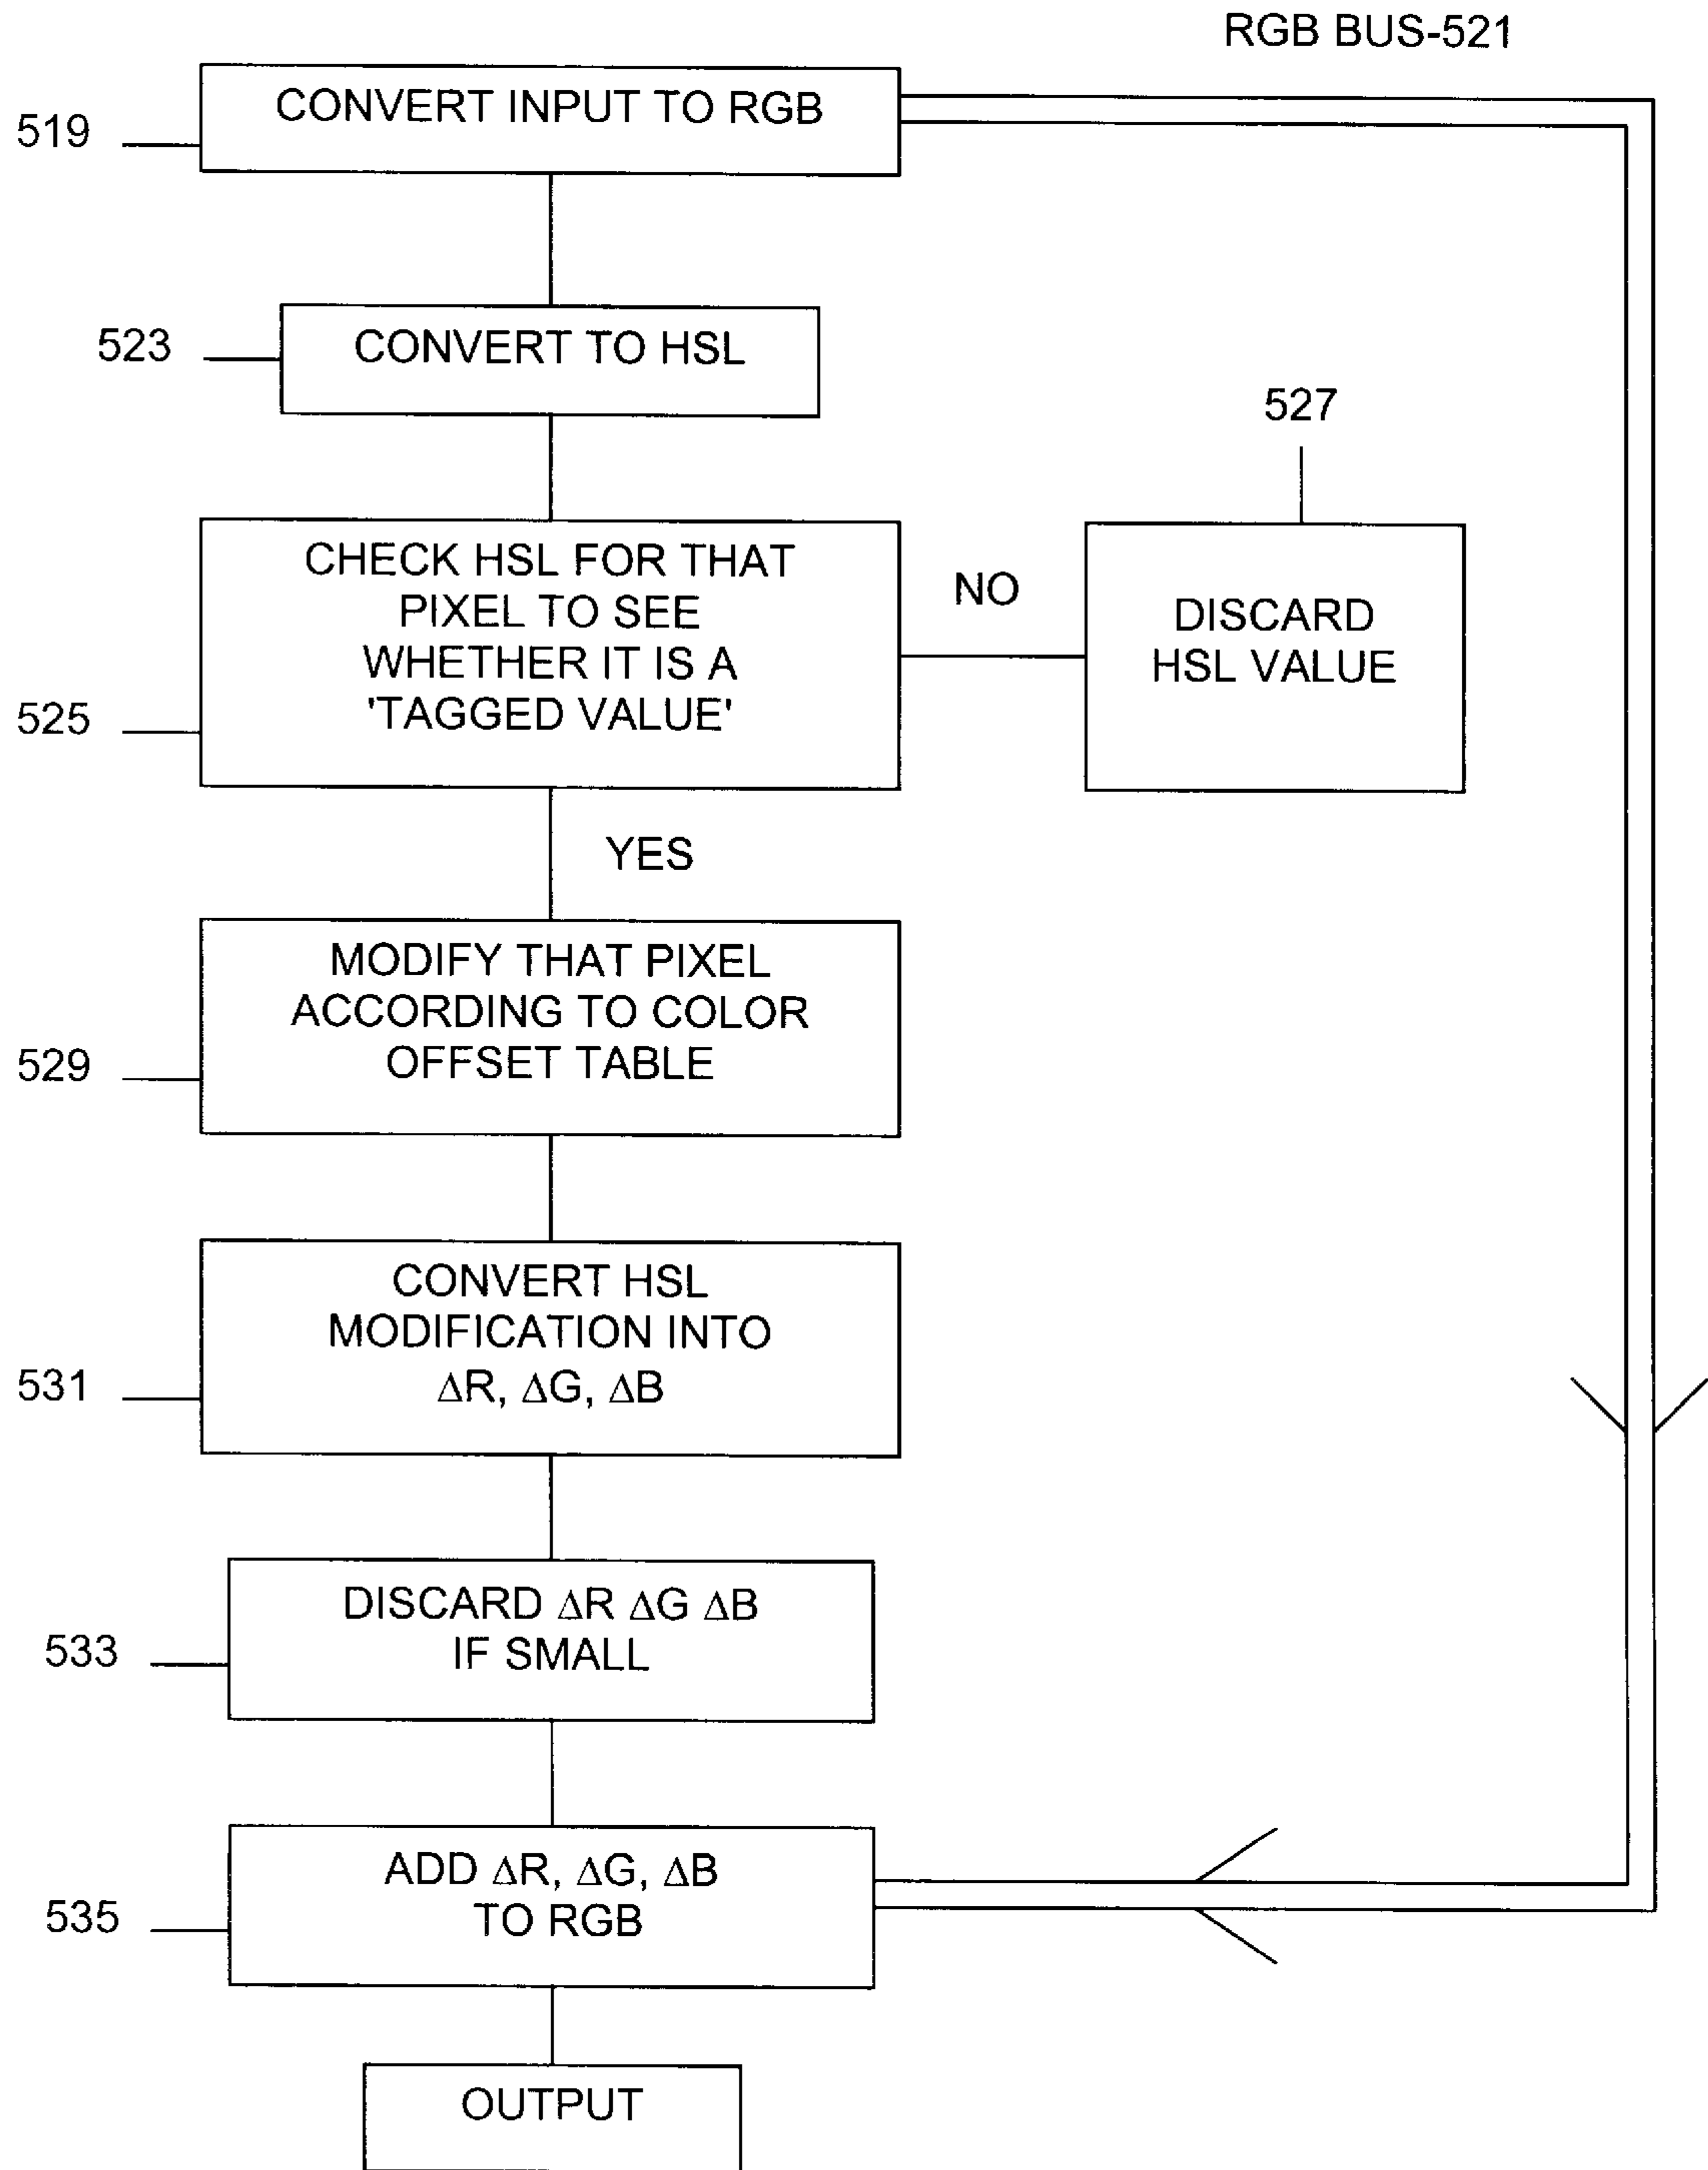 RGB BUS-521
CONVERT INPUT TO RGB
519
CONVERT TO HSL
523
527
CHECK HSL FOR THAT
PIXEL TO SEE
WHETHER IT IS A
'TAGGED VALUE'
525
NO
DISCARD
HSL VALUE
YES
MODIFY THAT PIXEL
ACCORDING TO COLOR
OFFSET TABLE
529
CONVERT HSL
MODIFICATION INTO
ΔR, ΔG, ΔB
531
DISCARD ΔR ΔG ΔB
IF SMALL
533
ADD ΔR, ΔG, ΔB
TO RGB
535
OUTPUT